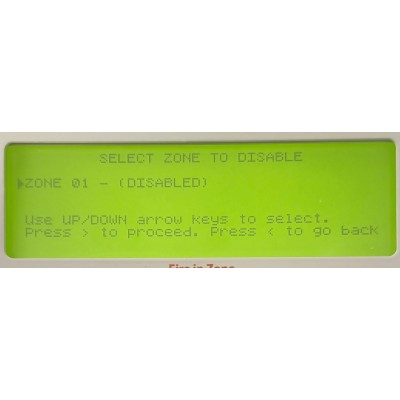 SELECT ZONE TO DISABLE
▶ZONE 01 - (DISABLED)
Use UP/DOWN arrow keys to select.
Press > to proceed. Press < to go back
Fire in Zone